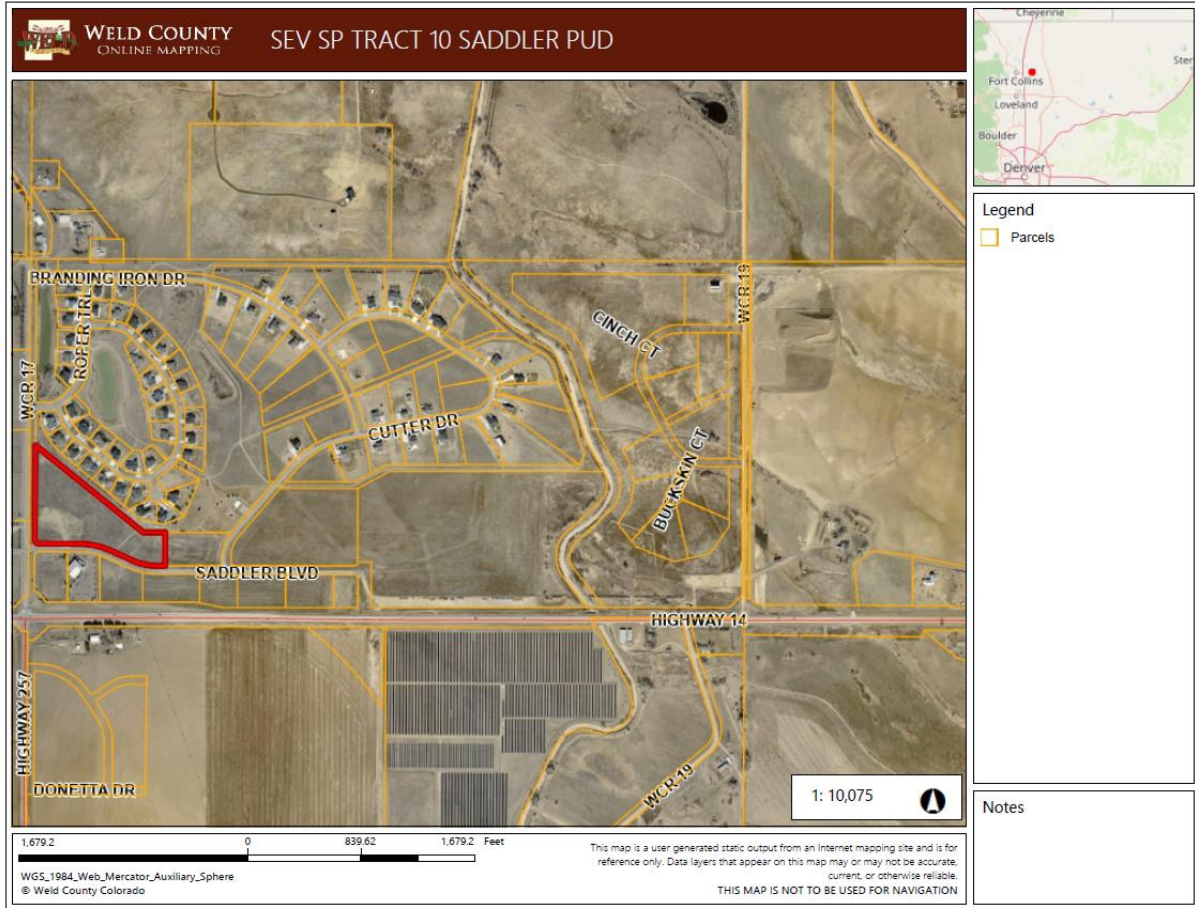 WELD COUNTY
ONLINE MAPPING
SEV SP TRACT 10 SADDLER PUD
Cheyenne
Ster
Fort Collins
Loveland
Boulder
Denver
Legend
Parcels
BRANDING IRON DR
ROPER TRL
WCR 17
CINCH CT
WCR 19
CUTTER DR
BUCKSKIN CT
SADDLER BLVD
HIGHWAY 14
HIGHWAY 257
DONETTA DR
WCR 19
1: 10,075
Notes
1,679.2 0 839.62 1,679.2 Feet
WGS_1984_Web_Mercator_Auxiliary_Sphere
© Weld County Colorado
This map is a user generated static output from an Internet mapping site and is for
reference only. Data layers that appear on this map may or may not be accurate,
current, or otherwise reliable.
THIS MAP IS NOT TO BE USED FOR NAVIGATION